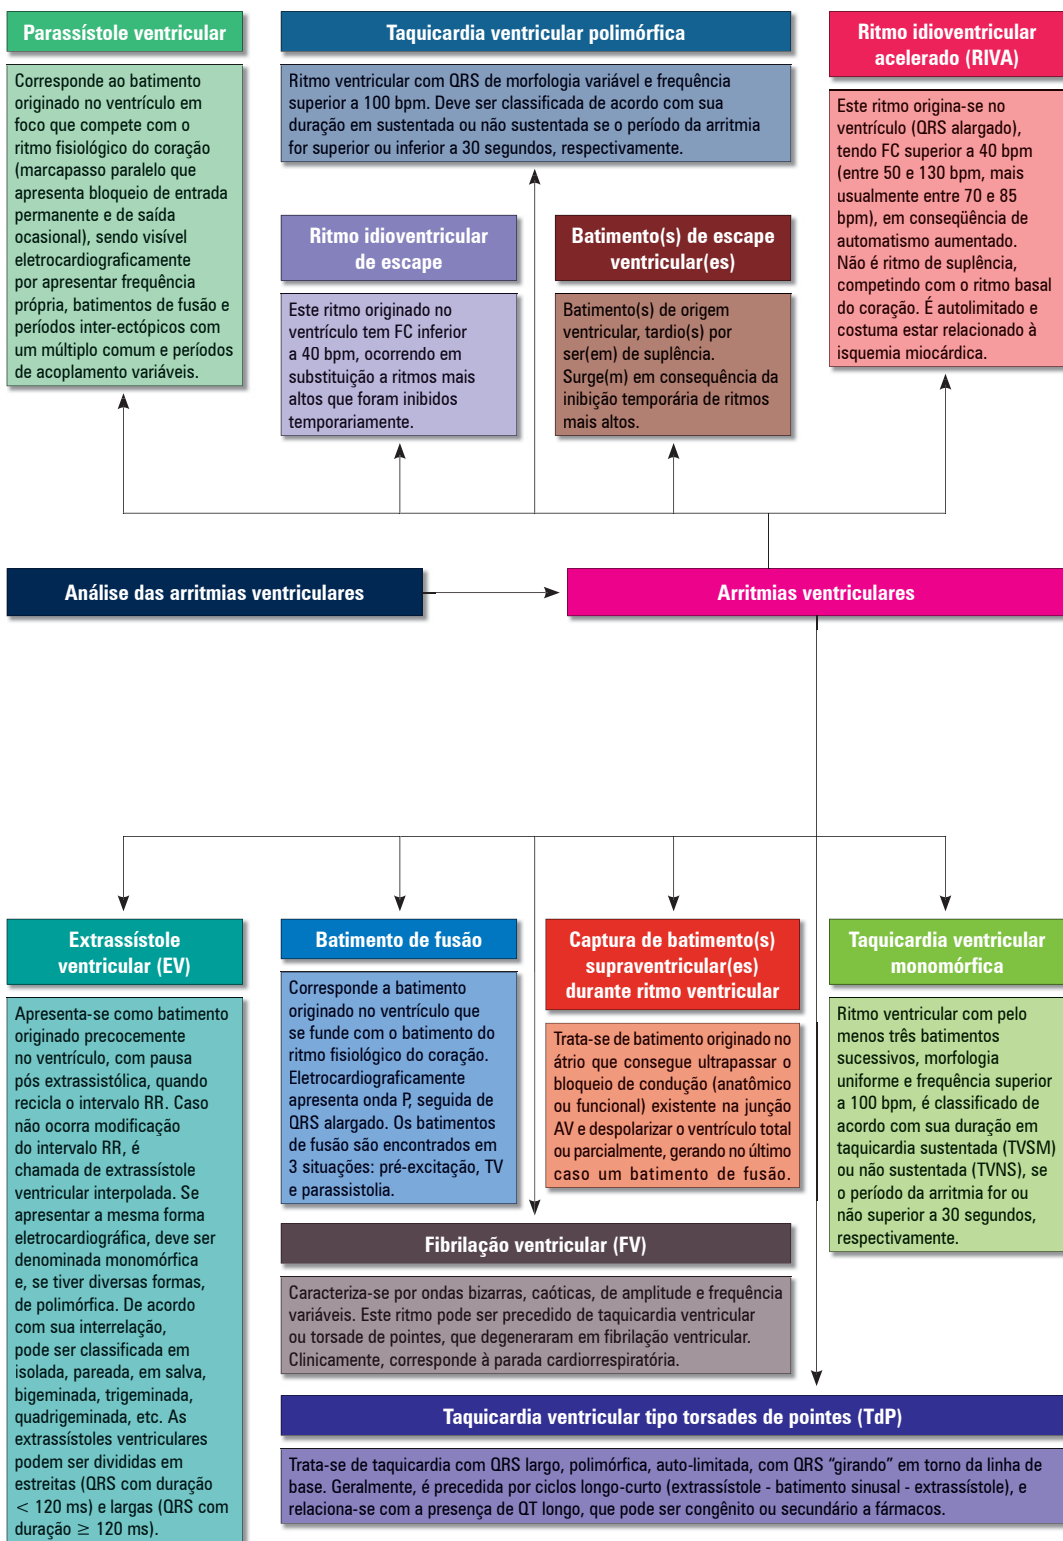 Parassístole ventricular
Corresponde ao batimento
originado no ventrículo em
foco que compete com o
ritmo fisiológico do coração
(marcapasso paralelo que
apresenta bloqueio de entrada
permanente e de saída
ocasional), sendo visível
eletrocardiograficamente
por apresentar frequência
própria, batimentos de fusão e
períodos inter-ectópicos com
um múltiplo comum e períodos
de acoplamento variáveis.
Taquicardia ventricular polimórfica
Ritmo ventricular com QRS de morfologia variável e frequência
superior a 100 bpm. Deve ser classificada de acordo com sua
duração em sustentada ou não sustentada se o período da arritmia
for superior ou inferior a 30 segundos, respectivamente.
Ritmo idioventricular
acelerado (RIVA)
Este ritmo origina-se no
ventrículo (QRS alargado),
tendo FC superior a 40 bpm
(entre 50 e 130 bpm, mais
usualmente entre 70 e 85
bpm), em conseqüência de
automatismo aumentado.
Não é ritmo de suplência,
competindo com o ritmo basal
do coração. É autolimitado e
costuma estar relacionado à
isquemia miocárdica.
Ritmo idioventricular
de escape
Este ritmo originado no
ventrículo tem FC inferior
a 40 bpm, ocorrendo em
substituição a ritmos mais
altos que foram inibidos
temporariamente.
Batimento(s) de escape
ventricular(es)
Batimento(s) de origem
ventricular, tardio(s) por
ser(em) de suplência.
Surge(m) em consequência da
inibição temporária de ritmos
mais altos.
Análise das arritmias ventriculares
Arritmias ventriculares
Extrassístole
ventricular (EV)
Apresenta-se como batimento
originado precocemente
no ventrículo, com pausa
pós extrassistólica, quando
recicla o intervalo RR. Caso
não ocorra modificação
do intervalo RR, é
chamada de extrassístole
ventricular interpolada. Se
apresentar a mesma forma
eletrocardiográfica, deve ser
denominada monomórfica
e, se tiver diversas formas,
de polimórfica. De acordo
com sua interrelação,
pode ser classificada em
isolada, pareada, em salva,
bigeminada, trigeminada,
quadrigeminada, etc. As
extrassístoles ventriculares
podem ser divididas em
estreitas (QRS com duração
< 120 ms) e largas (QRS com
duração ≥ 120 ms).
Batimento de fusão
Corresponde a batimento
originado no ventrículo que
se funde com o batimento do
ritmo fisiológico do coração.
Eletrocardiograficamente
apresenta onda P, seguida de
QRS alargado. Os batimentos
de fusão são encontrados em
3 situações: pré-excitação, TV
e parassistolia.
Captura de batimento(s)
supraventricular(es)
durante ritmo ventricular
Trata-se de batimento originado no
átrio que consegue ultrapassar o
bloqueio de condução (anatômico
ou funcional) existente na junção
AV e despolarizar o ventrículo total
ou parcialmente, gerando no último
caso um batimento de fusão.
Taquicardia ventricular
monomórfica
Ritmo ventricular com pelo
menos três batimentos
sucessivos, morfologia
uniforme e frequência superior
a 100 bpm, é classificado de
acordo com sua duração em
taquicardia sustentada (TVSM)
ou não sustentada (TVNS), se
o período da arritmia for ou
não superior a 30 segundos,
respectivamente.
Fibrilação ventricular (FV)
Caracteriza-se por ondas bizarras, caóticas, de amplitude e frequência
variáveis. Este ritmo pode ser precedido de taquicardia ventricular
ou torsade de pointes, que degeneraram em fibrilação ventricular.
Clinicamente, corresponde à parada cardiorrespiratória.
Taquicardia ventricular tipo torsades de pointes (TdP)
Trata-se de taquicardia com QRS largo, polimórfica, auto-limitada, com QRS “girando” em torno da linha de
base. Geralmente, é precedida por ciclos longo-curto (extrassístole - batimento sinusal - extrassístole), e
relaciona-se com a presença de QT longo, que pode ser congênito ou secundário a fármacos.